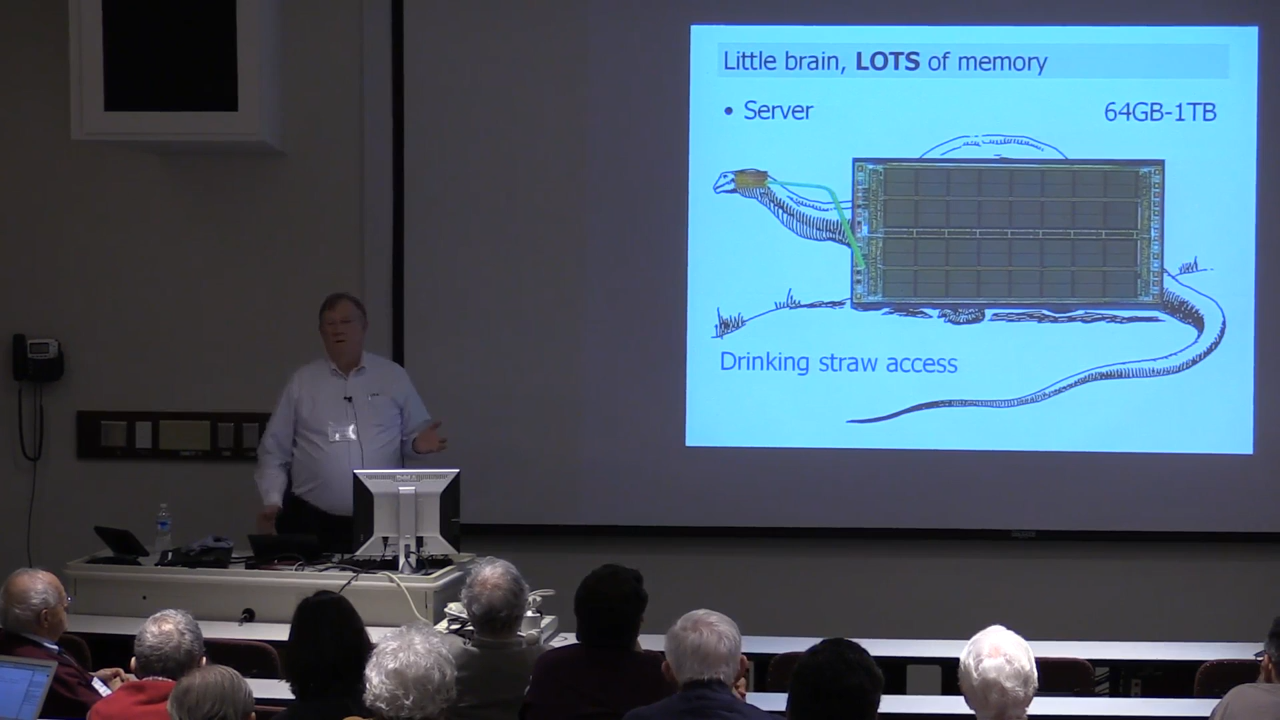 Little brain, LOTS of memory
• Server 64GB-1TB
Drinking straw access